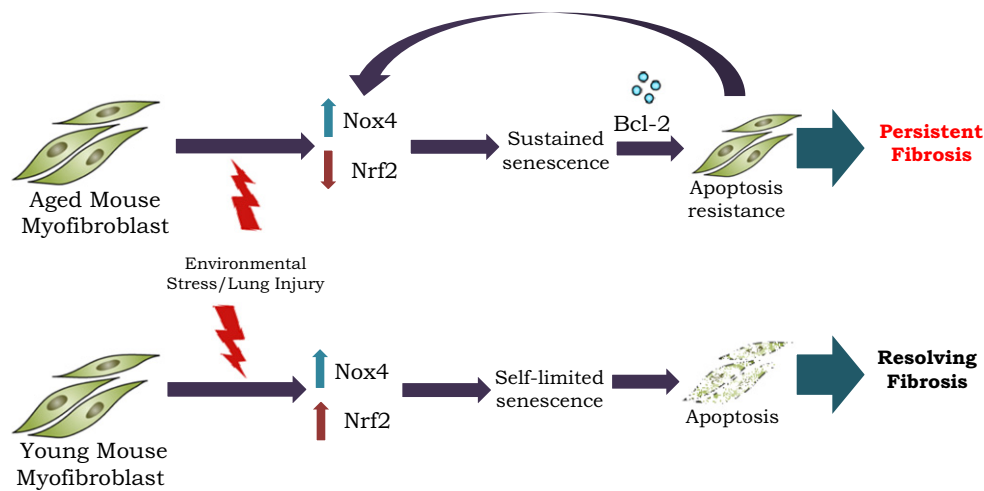 Nox4
Nrf2
Aged Mouse
Myofibroblast
Sustained
senescence
Bcl-2
Apoptosis
resistance
Persistent
Fibrosis
Environmental
Stress/Lung Injury
Young Mouse
Myofibroblast
Nox4
Nrf2
Self-limited
senescence
Apoptosis
Resolving
Fibrosis